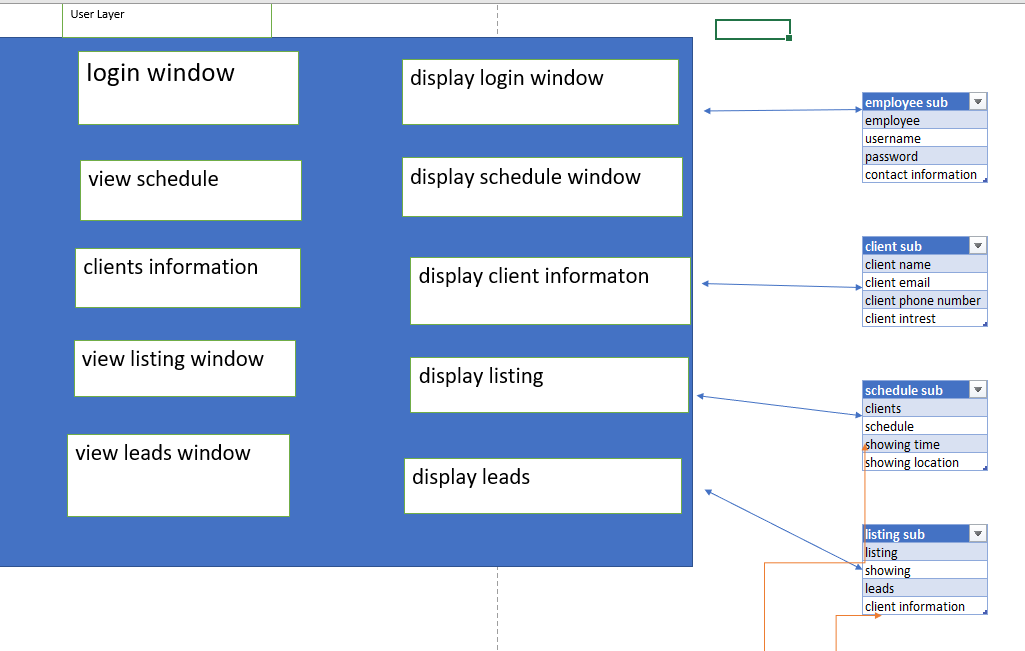 User Layer
login window
display login window
view schedule
display schedule window
clients information
display client informaton
view listing window
display listing
view leads window
display leads
employee sub
employee
username
password
contact information
client sub
client name
client email
client phone number
client intrest
schedule sub
clients
schedule
showing time
showing location
listing sub
listing
showing
leads
client information